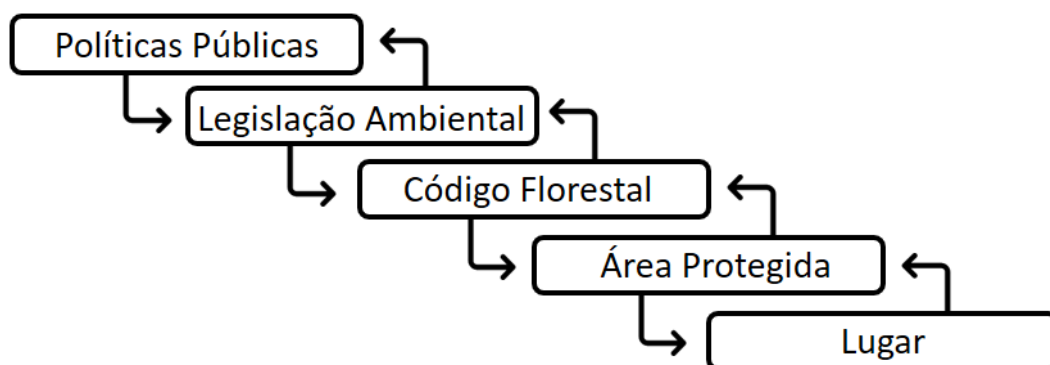 Políticas Públicas
Legislação Ambiental
Código Florestal
Área Protegida
Lugar